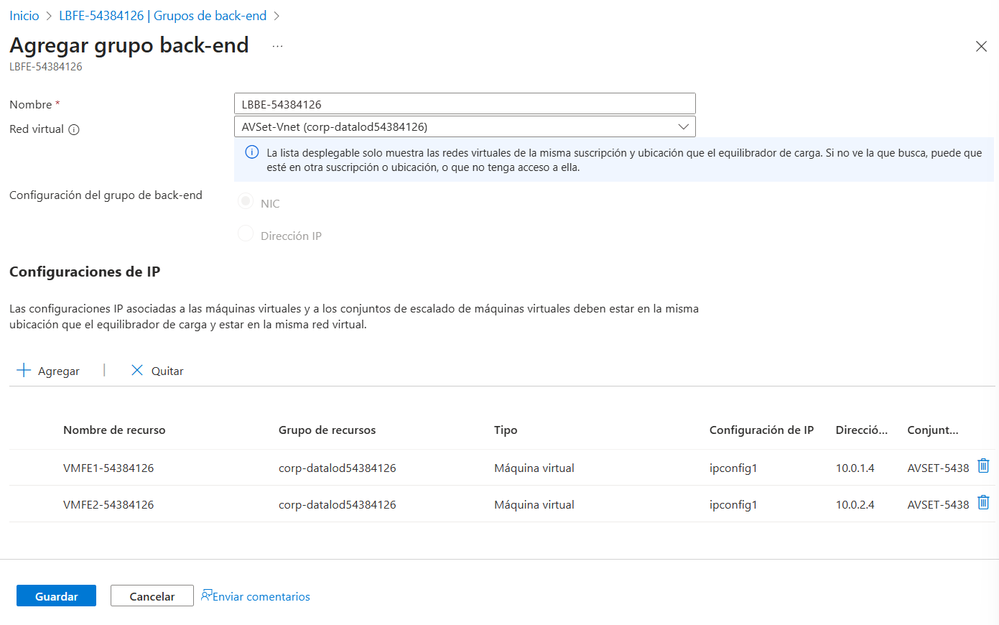 Inicio > LBFE-54384126 | Grupos de back-end >
Agregar grupo back-end ...
LBFE-54384126
Nombre *
LBBE-54384126
Red virtual
AVSet-Vnet (corp-datalod54384126)
La lista desplegable solo muestra las redes virtuales de la misma suscripción y ubicación que el equilibrador de carga. Si no ve la que busca, puede que
esté en otra suscripción o ubicación, o que no tenga acceso a ella.
Configuración del grupo de back-end
NIC
Dirección IP
Configuraciones de IP
Las configuraciones IP asociadas a las máquinas virtuales y a los conjuntos de escalado de máquinas virtuales deben estar en la misma
ubicación que el equilibrador de carga y estar en la misma red virtual.
Agregar | Quitar
Nombre de recurso Grupo de recursos Tipo Configuración de IP Direcció... Conjunt...
VMFE1-54384126 corp-datalod54384126 Máquina virtual ipconfig1 10.0.1.4 AVSET-5438
VMFE2-54384126 corp-datalod54384126 Máquina virtual ipconfig1 10.0.2.4 AVSET-5438
Guardar Cancelar Enviar comentarios